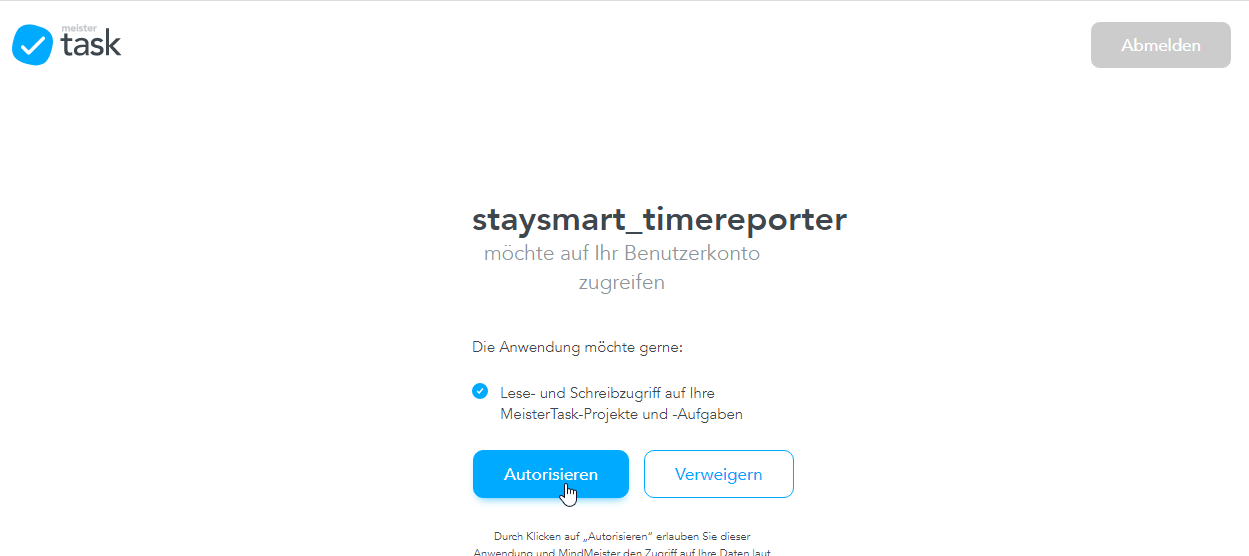 meister
task
Abmelden
staysmart_timereporter
möchte auf Ihr Benutzerkonto
zugreifen
Die Anwendung möchte gerne:
Lese- und Schreibzugriff auf Ihre
MeisterTask-Projekte und -Aufgaben
Autorisieren
Verweigern
Durch Klicken auf „Autorisieren“ erlauben Sie dieser
Anwendung und MindMeister den Zugriff auf Ihre Daten laut